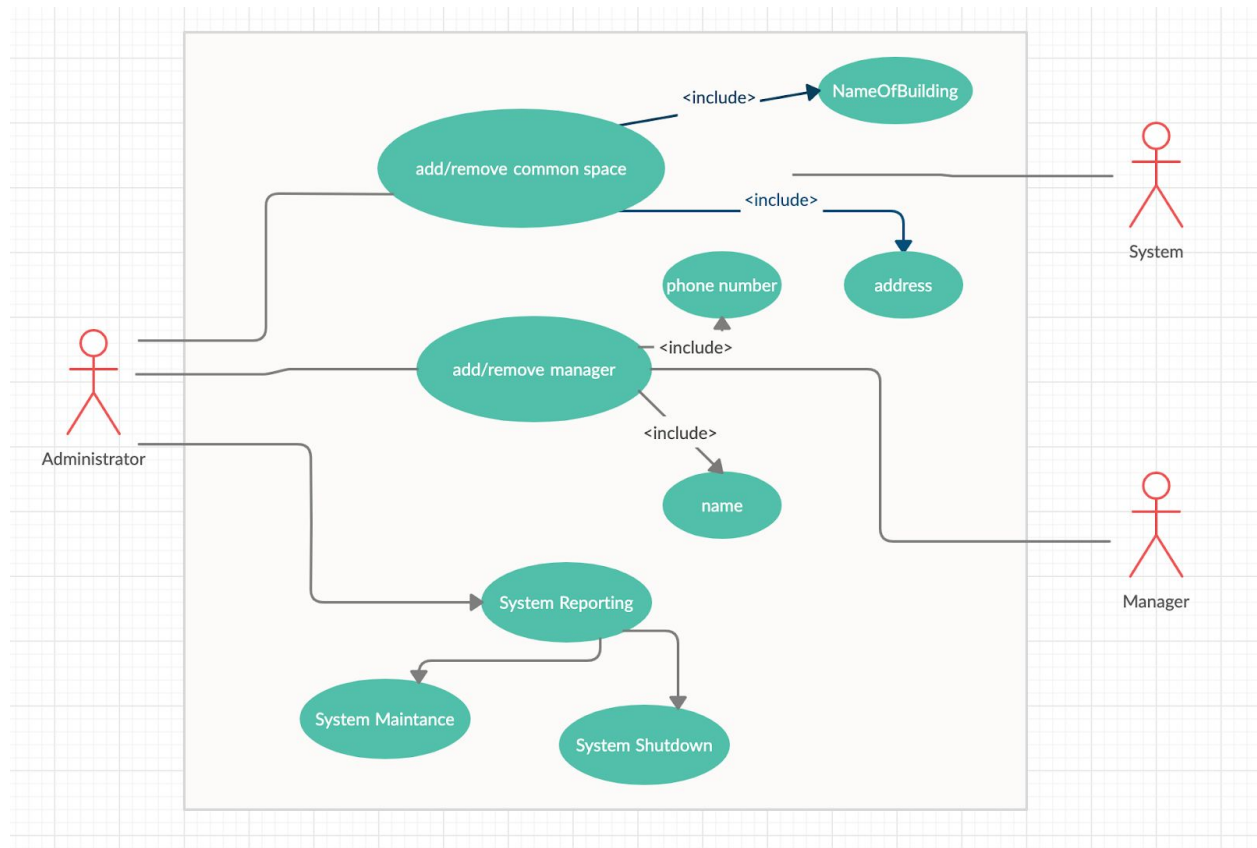 <include>
NameOfBuilding
add/remove common space
<include>
System
phone number
address
<include>
add/remove manager
<include>
Administrator
name
System Reporting
Manager
System Maintance
System Shutdown